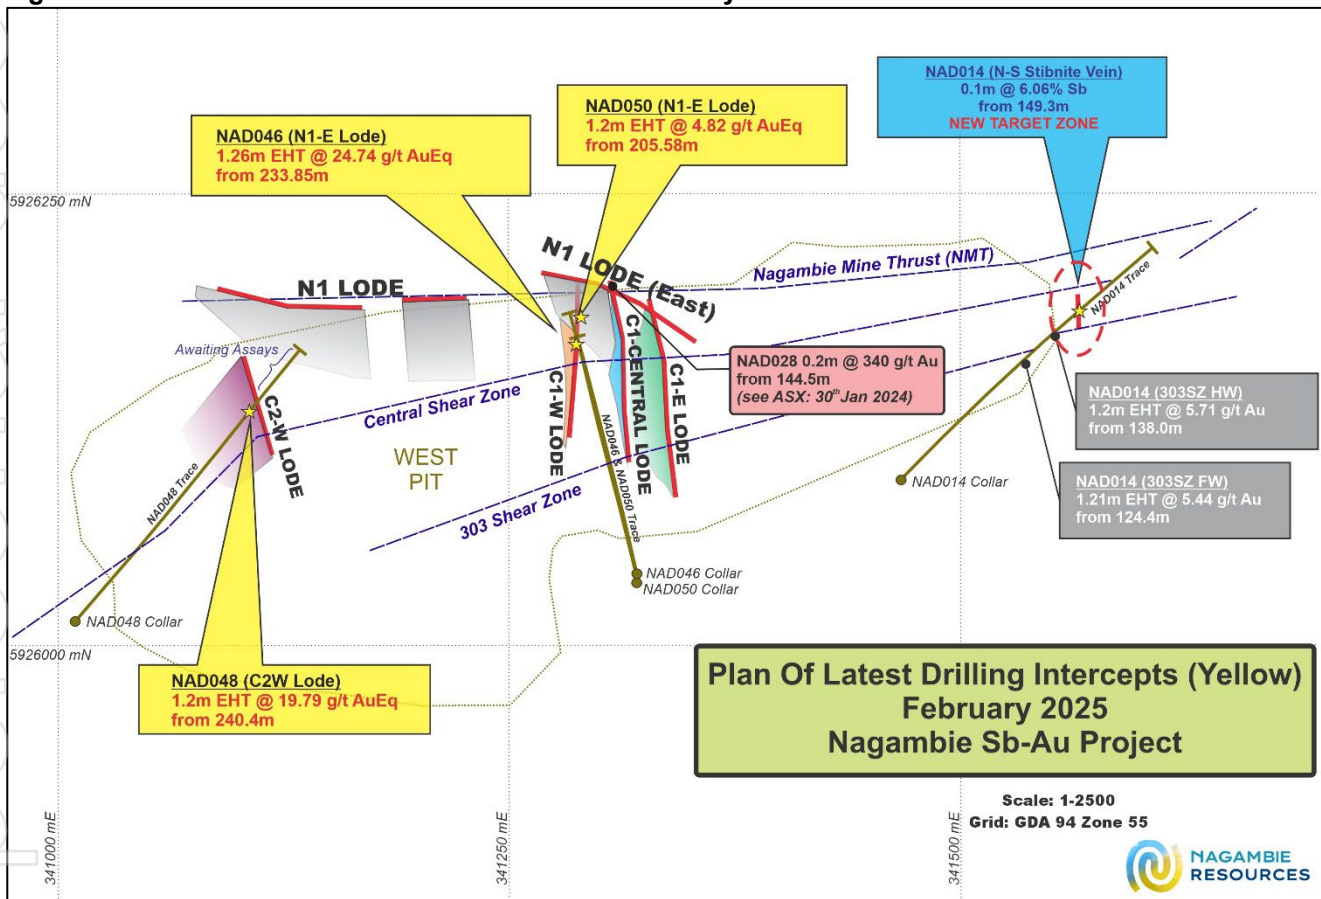 NAD014 (N-S Stibnite Vein)
0.1m @ 6.06% Sb
from 149.3m
NEW TARGET ZONE
NAD050 (N1-E Lode)
1.2m EHT @ 4.82 g/t AuEq
from 205.58m
NAD046 (N1-E Lode)
1.26m EHT @ 24.74 g/t AuEq
from 233.85m
5926250 mN
N1 LODE (East)
Nagambie Mine Thrust (NMT)
NAD014 Trace
N1 LODE
Awaiting Assays
C2-W LODE
NAD048 Trace
Central Shear Zone
WEST
PIT
C1-W LODE
C1-CENTRAL LODE
C1-E LODE
NAD046 & NAD050 Trace
303 Shear Zone
NAD028 0.2m @ 340 g/t Au
from 144.5m
(see ASX: 30th Jan 2024)
NAD014 (303SZ HW)
1.2m EHT @ 5.71 g/t Au
from 138.0m
NAD014 Collar
NAD014 (303SZ FW)
1.21m EHT @ 5.44 g/t Au
from 124.4m
NAD046 Collar
NAD050 Collar
NAD048 Collar
5926000 mN
NAD048 (C2W Lode)
1.2m EHT @ 19.79 g/t AuEq
from 240.4m
Plan Of Latest Drilling Intercepts (Yellow)
February 2025
Nagambie Sb-Au Project
Scale: 1-2500
Grid: GDA 94 Zone 55
341000 mE
341250 mE
341500 mE
NAGAMBIE
RESOURCES